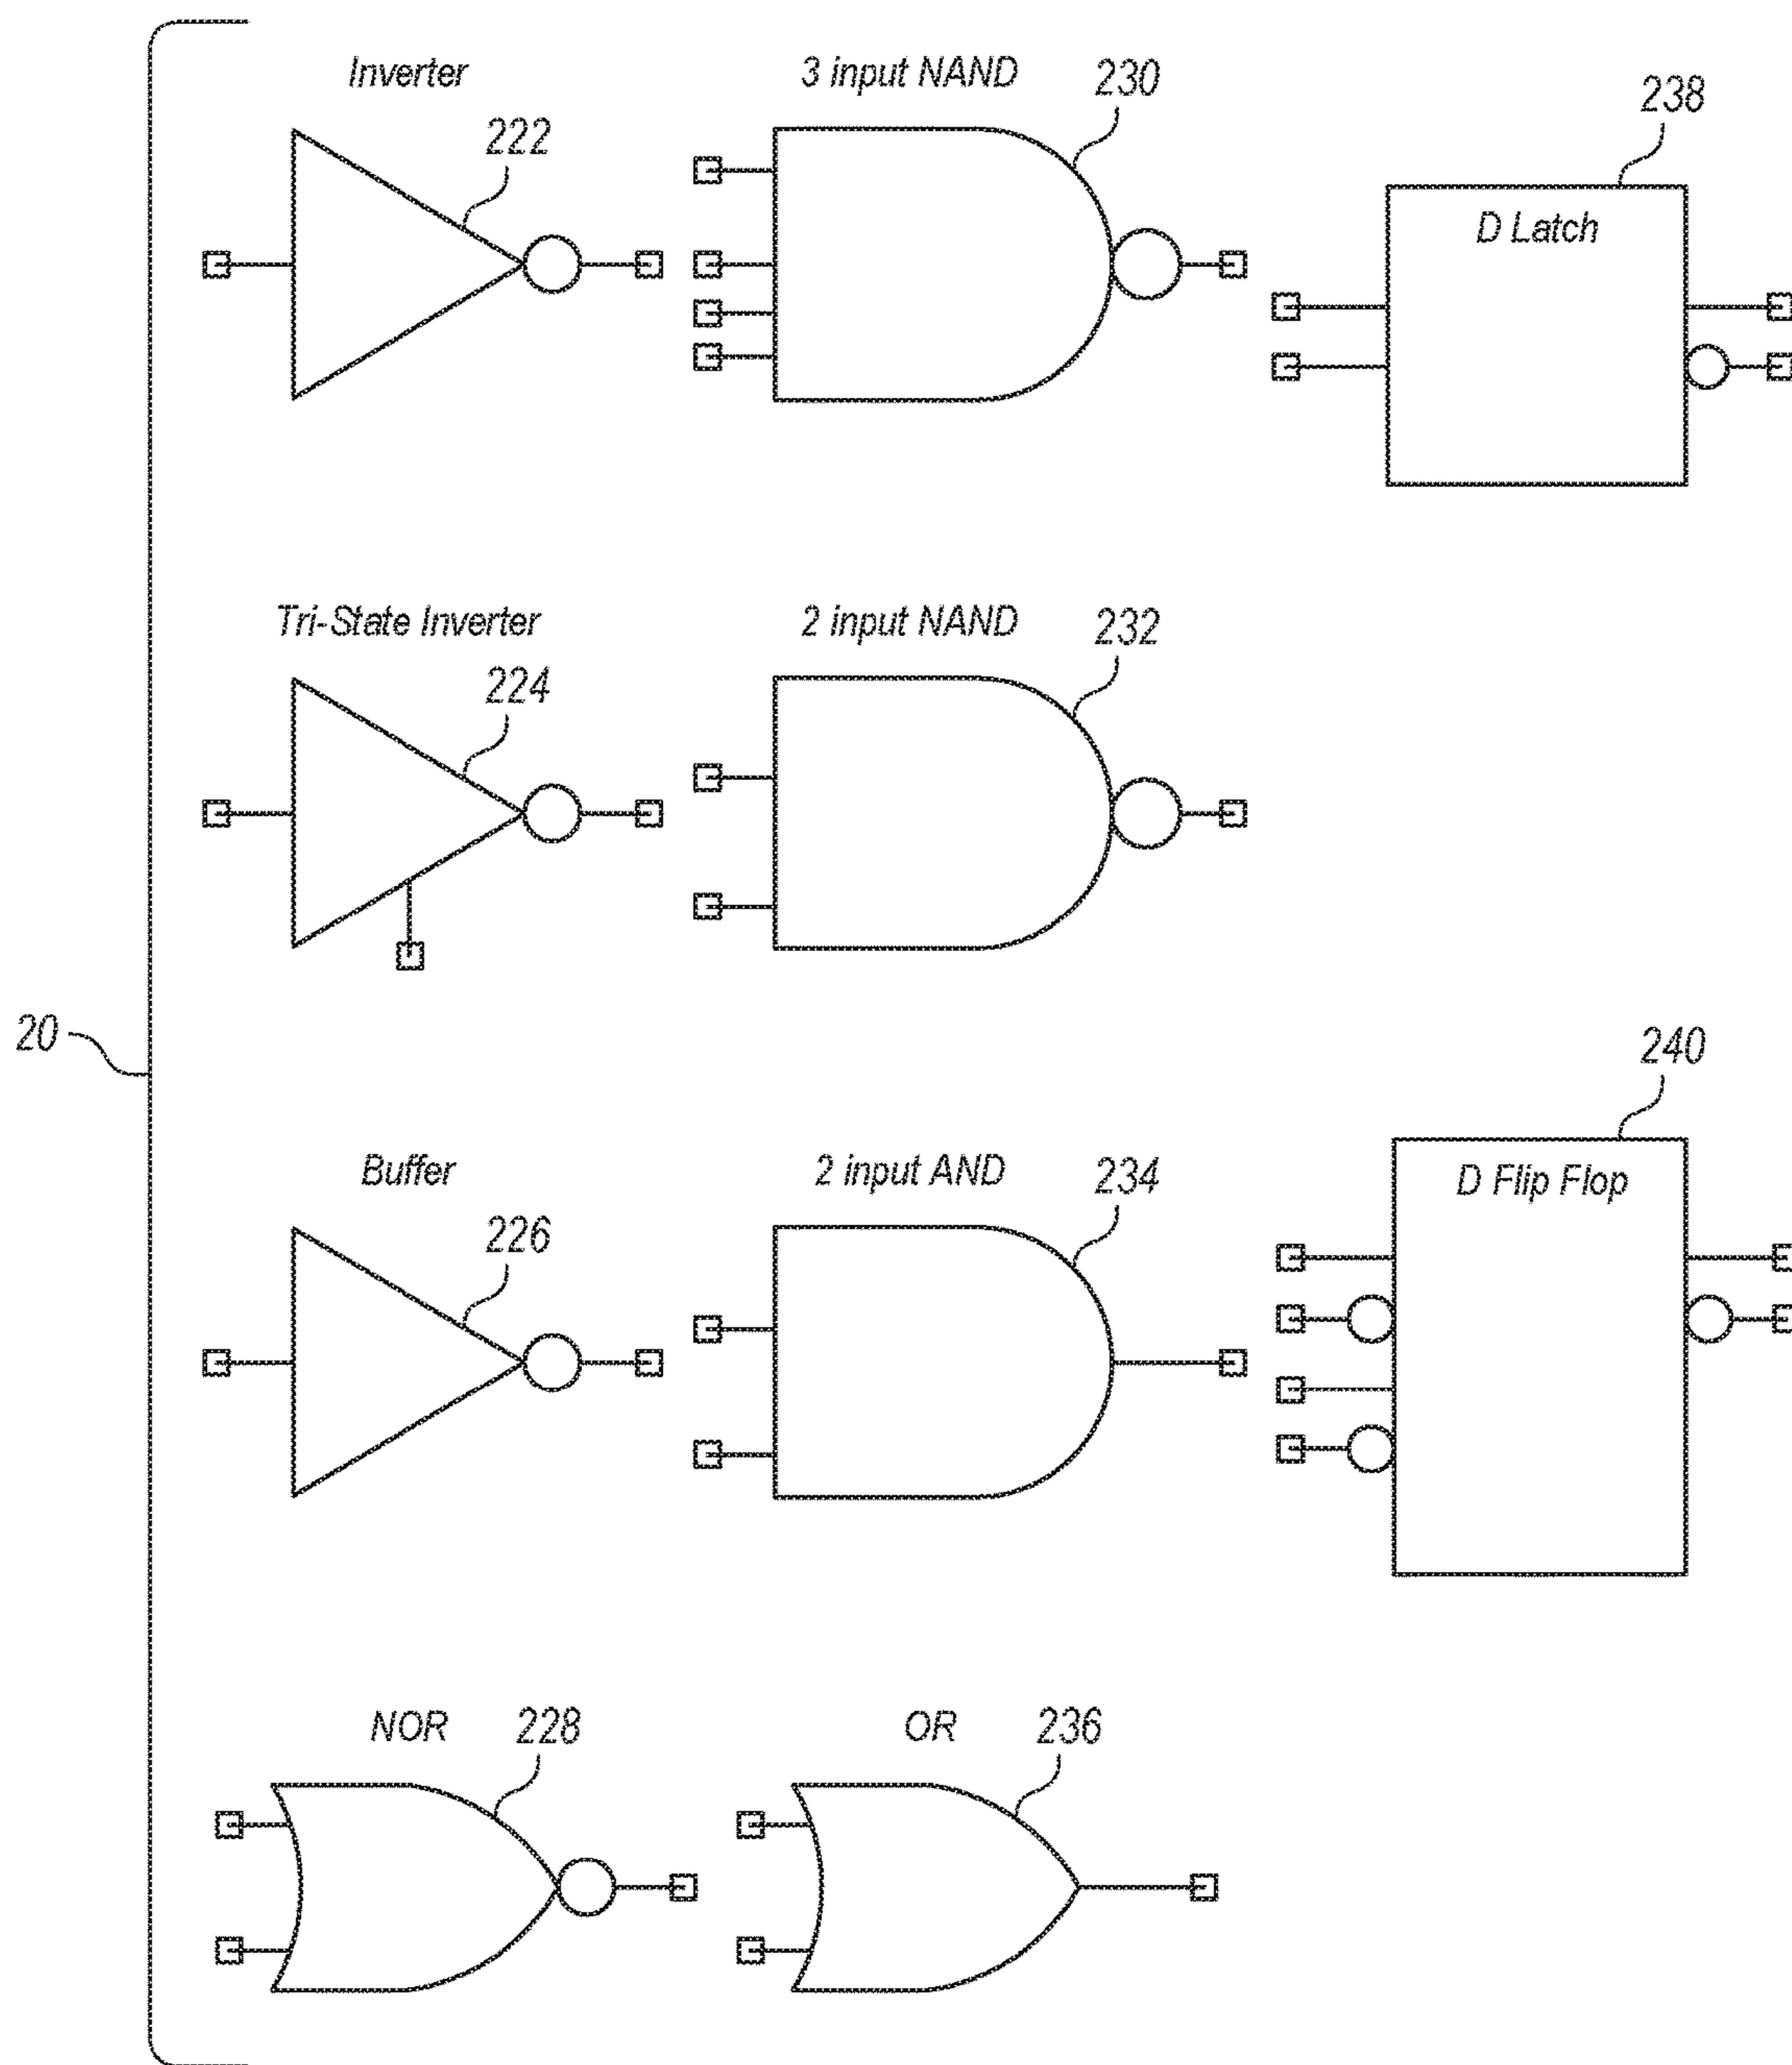 Inverter
222
3 input NAND
230
238
D Latch
Tri-State Inverter
224
2 input NAND
232
20
Buffer
226
2 input AND
234
240
D Flip Flop
NOR
228
OR
236